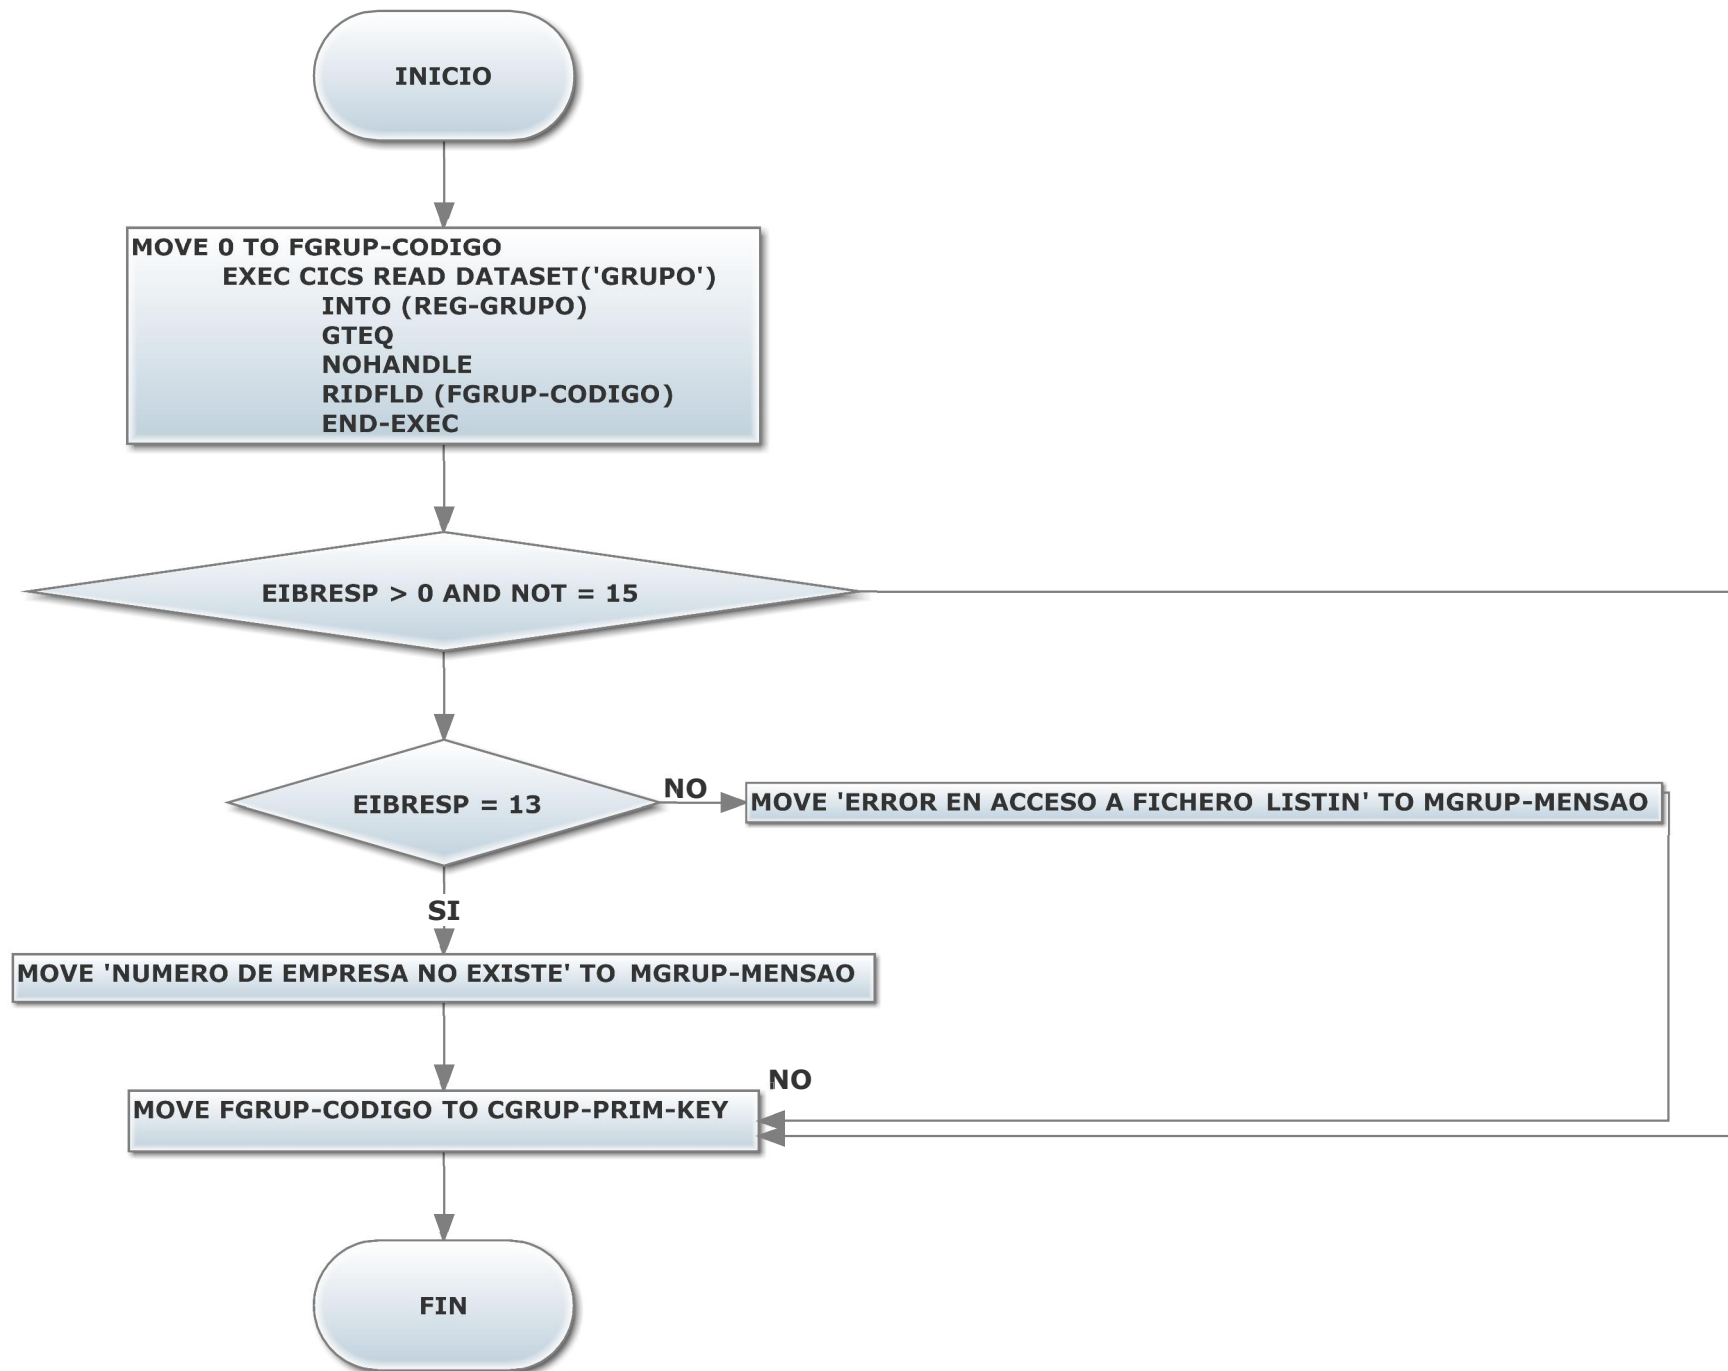 INICIO
MOVE 0 TO FGRUP-CODIGO
EXEC CICS READ DATASET('GRUPO')
INTO (REG-GRUPO)
GTEQ
NOHANDLE
RIDFLD (FGRUP-CODIGO)
END-EXEC
EIBRESP > 0 AND NOT = 15
EIBRESP = 13
NO
MOVE 'ERROR EN ACCESO A FICHERO LISTIN' TO MGRUP-MENSAO
SI
MOVE 'NUMERO DE EMPRESA NO EXISTE' TO MGRUP-MENSAO
NO
MOVE FGRUP-CODIGO TO CGRUP-PRIM-KEY
FIN